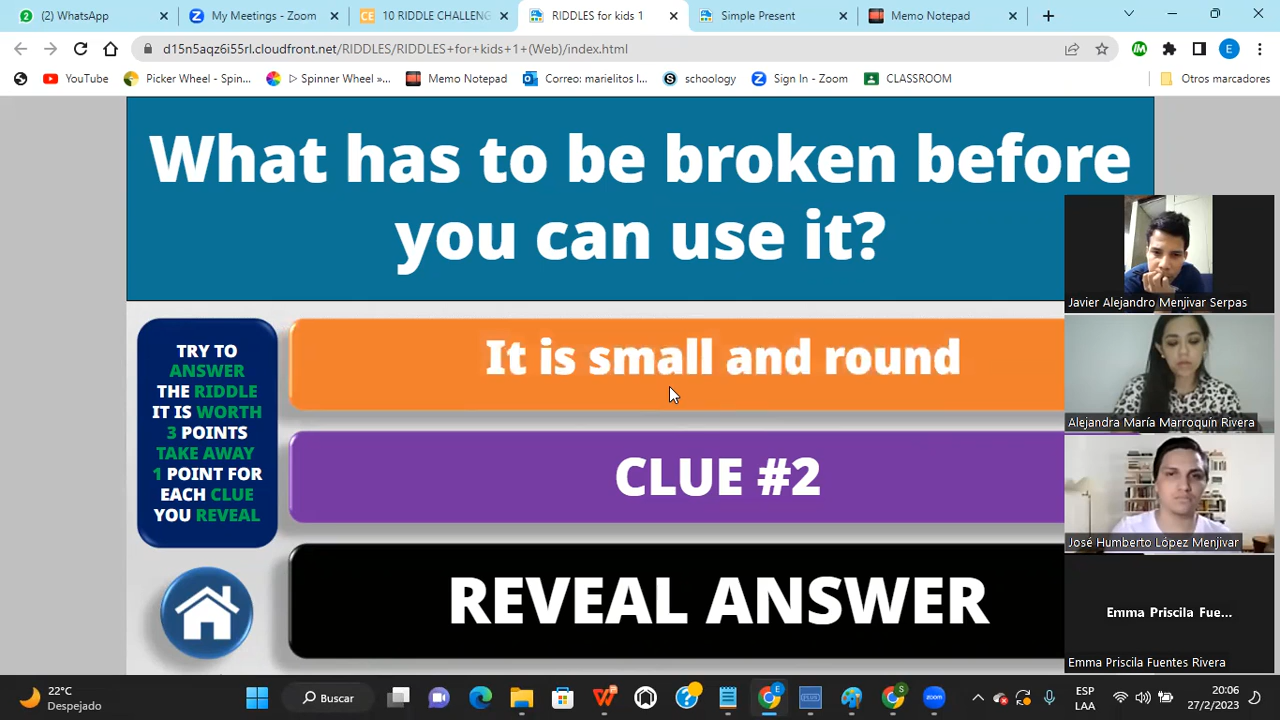 (2) WhatsApp
My Meetings - Zoom
10 RIDDLE CHALLENG
RIDDLES for kids 1
Simple Present
Memo Notepad
d15n5aqz6i55rl.cloudfront.net/RIDDLES/RIDDLES+for+kids+1+(Web)/index.html
E
YouTube
Picker Wheel - Spin...
▷ Spinner Wheel »...
Memo Notepad
Correo: marielitos l...
schoology
Sign In - Zoom
CLASSROOM
Otros marcadores
What has to be broken before
you can use it?
TRY TO
ANSWER
THE RIDDLE
IT IS WORTH
3 POINTS
TAKE AWAY
1 POINT FOR
EACH CLUE
YOU REVEAL
It is small and round
CLUE #2
REVEAL ANSWER
Javier Alejandro Menjivar Serpas
Alejandra María Marroquín Rivera
José Humberto López Menjivar
Emma Priscila Fue...
Emma Priscila Fuentes Rivera
22°C
Despejado
Buscar
ESP
LAA
20:06
27/2/2023